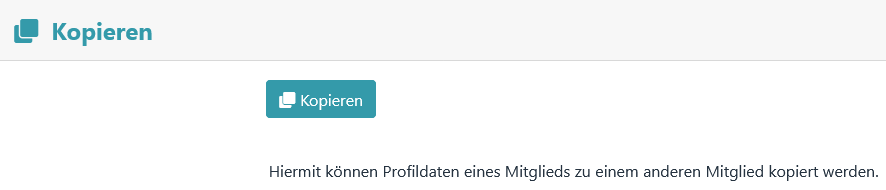 Kopieren
Kopieren
Hiermit können Profildaten eines Mitglieds zu einem anderen Mitglied kopiert werden.